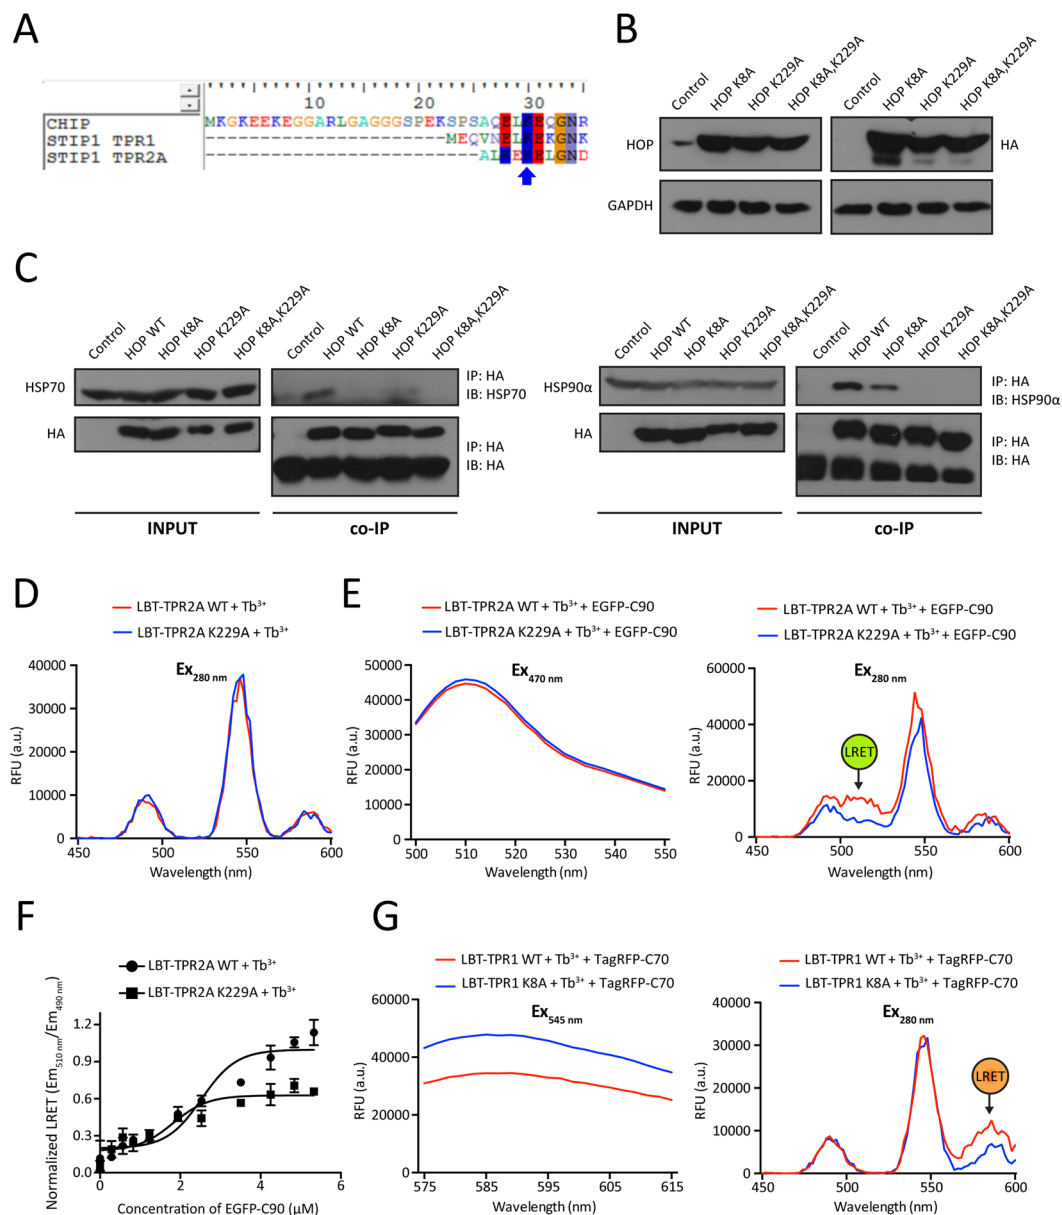 A
10 20 30
CHIP MKGKEEKEGGARLGAGGGSPEKSPSAQELKEQGNR
STIP1 TPR1 ----------------------MEQVNELKEKGNK
STIP1 TPR2A -------------------------ALKEKELGND
B
Control HOP K8A HOP K229A HOP K8A,K229A
Control HOP K8A HOP K229A HOP K8A,K229A
HOP HA
GAPDH
C
Control HOP WT HOP K8A HOP K229A HOP K8A,K229A
Control HOP WT HOP K8A HOP K229A HOP K8A,K229A
HSP70
IP: HA
IB: HSP70
HA
IP: HA
IB: HA
INPUT co-IP
Control HOP WT HOP K8A HOP K229A HOP K8A,K229A
Control HOP WT HOP K8A HOP K229A HOP K8A,K229A
HSP90α
IP: HA
IB: HSP90α
HA
IP: HA
IB: HA
INPUT co-IP
D
LBT-TPR2A WT + Tb³⁺
LBT-TPR2A K229A + Tb³⁺
Ex280 nm
RFU (a.u.)
40000
30000
20000
10000
0
450 500 550 600
Wavelength (nm)
E
LBT-TPR2A WT + Tb³⁺ + EGFP-C90
LBT-TPR2A K229A + Tb³⁺ + EGFP-C90
Ex470 nm
RFU (a.u.)
50000
40000
30000
20000
10000
0
500 510 520 530 540 550
Wavelength (nm)
LBT-TPR2A WT + Tb³⁺ + EGFP-C90
LBT-TPR2A K229A + Tb³⁺ + EGFP-C90
Ex280 nm
LRET
RFU (a.u.)
60000
40000
20000
0
450 500 550 600
Wavelength (nm)
F
LBT-TPR2A WT + Tb³⁺
LBT-TPR2A K229A + Tb³⁺
Normalized LRET (Em510 nm/Em490 nm)
1.2
0.9
0.6
0.3
0.0
0 2 4 6
Concentration of EGFP-C90 (µM)
G
LBT-TPR1 WT + Tb³⁺ + TagRFP-C70
LBT-TPR1 K8A + Tb³⁺ + TagRFP-C70
Ex545 nm
RFU (a.u.)
60000
40000
20000
0
575 585 595 605 615
Wavelength (nm)
LBT-TPR1 WT + Tb³⁺ + TagRFP-C70
LBT-TPR1 K8A + Tb³⁺ + TagRFP-C70
Ex280 nm
LRET
RFU (a.u.)
40000
30000
20000
10000
0
450 500 550 600
Wavelength (nm)